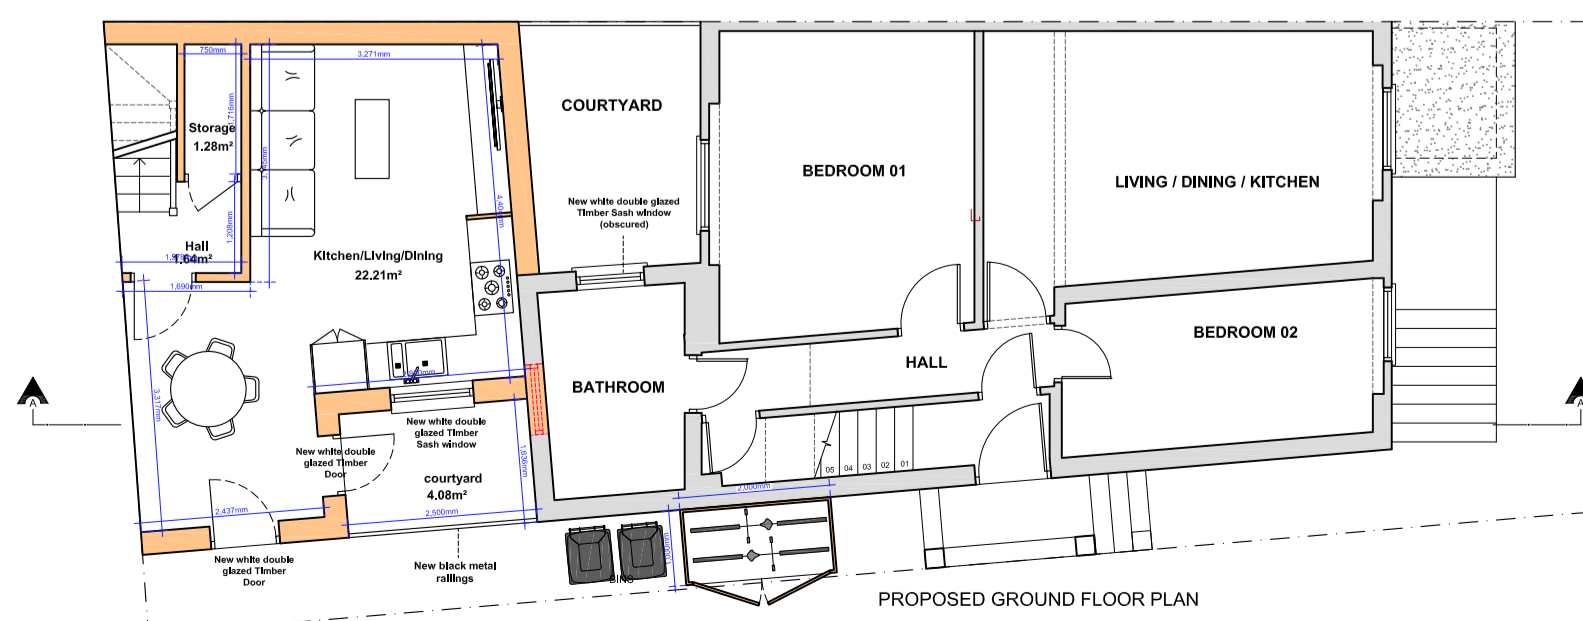 750mm
3,271mm
COURTYARD
Storage
1.28m²
1,716mm
BEDROOM 01
LIVING / DINING / KITCHEN
New white double glazed
Timber Sash window
(obscured)
1,208mm
Hall
1.64m²
Kitchen/Living/Dining
22.21m²
1,690mm
BEDROOM 02
HALL
BATHROOM
3,317mm
A
A
New white double
glazed Timber
Sash window
New white double
glazed Timber
Door
1,636mm
courtyard
4.08m²
05 04 03 02 01
2,000mm
2,437mm
2,500mm
1,000mm
New white double
glazed Timber
Door
New black metal
railings
BINS
PROPOSED GROUND FLOOR PLAN